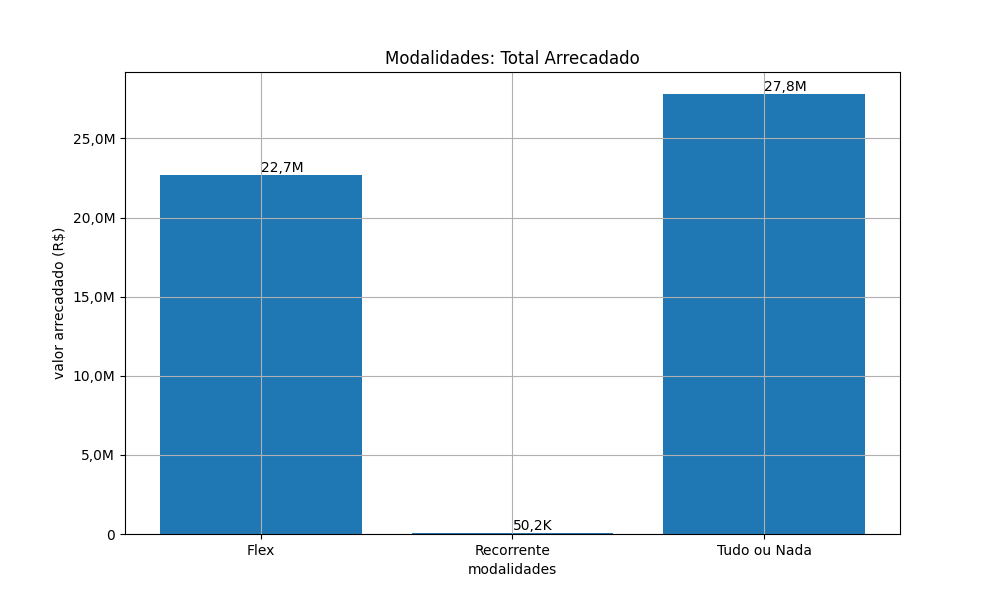 Modalidades: Total Arrecadado
27,8M
25,0M
22,7M
20,0M
15,0M
10,0M
5,0M
0
50,2K
valor arrecadado (R$)
Flex
Recorrente
Tudo ou Nada
modalidades